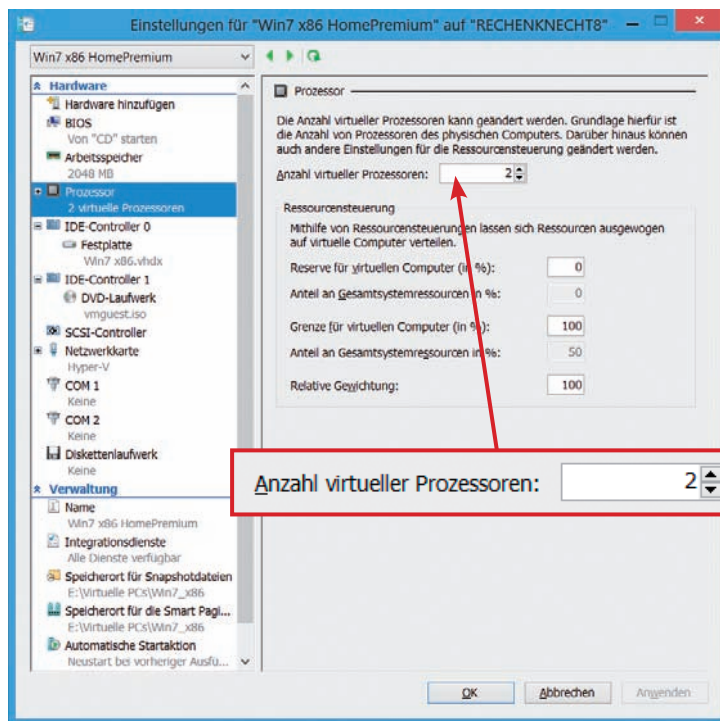 Einstellungen für "Win7 x86 HomePremium" auf "RECHENKNECHT8"
Win7 x86 HomePremium
Hardware
Hardware hinzufügen
BIOS
Von "CD" starten
Arbeitsspeicher
2048 MB
Prozessor
2 virtuelle Prozessoren
IDE-Controller 0
Festplatte
Win7 x86.vhdx
IDE-Controller 1
DVD-Laufwerk
vmguest.iso
SCSI-Controller
Netzwerkkarte
Hyper-V
COM 1
Keine
COM 2
Keine
Diskettenlaufwerk
Keine
Verwaltung
Name
Win7 x86 HomePremium
Integrationsdienste
Alle Dienste verfügbar
Speicherort für Snapshotdateien
E:\Virtuelle PCs\Win7_x86
Speicherort für die Smart Pagi...
E:\Virtuelle PCs\Win7_x86
Automatische Startaktion
Neustart bei vorheriger Ausfü...
Prozessor
Die Anzahl virtueller Prozessoren kann geändert werden. Grundlage hierfür ist
die Anzahl von Prozessoren des physischen Computers. Darüber hinaus können
auch andere Einstellungen für die Ressourcensteuerung geändert werden.
Anzahl virtueller Prozessoren: 2
Ressourcensteuerung
Mithilfe von Ressourcensteuerungen lassen sich Ressourcen ausgewogen
auf virtuelle Computer verteilen.
Reserve für virtuellen Computer (in %): 0
Anteil an Gesamtsystemressourcen in %: 0
Grenze für virtuellen Computer (in %): 100
Anteil an Gesamtsystemressourcen in %: 50
Relative Gewichtung: 100
Anzahl virtueller Prozessoren: 2
OK Abbrechen Anwenden